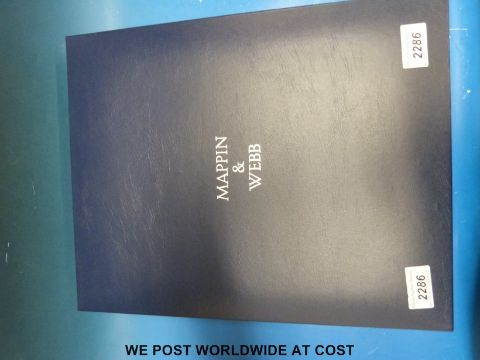 MAPPIN
&
WEBB
2286
2286
WE POST WORLDWIDE AT COST